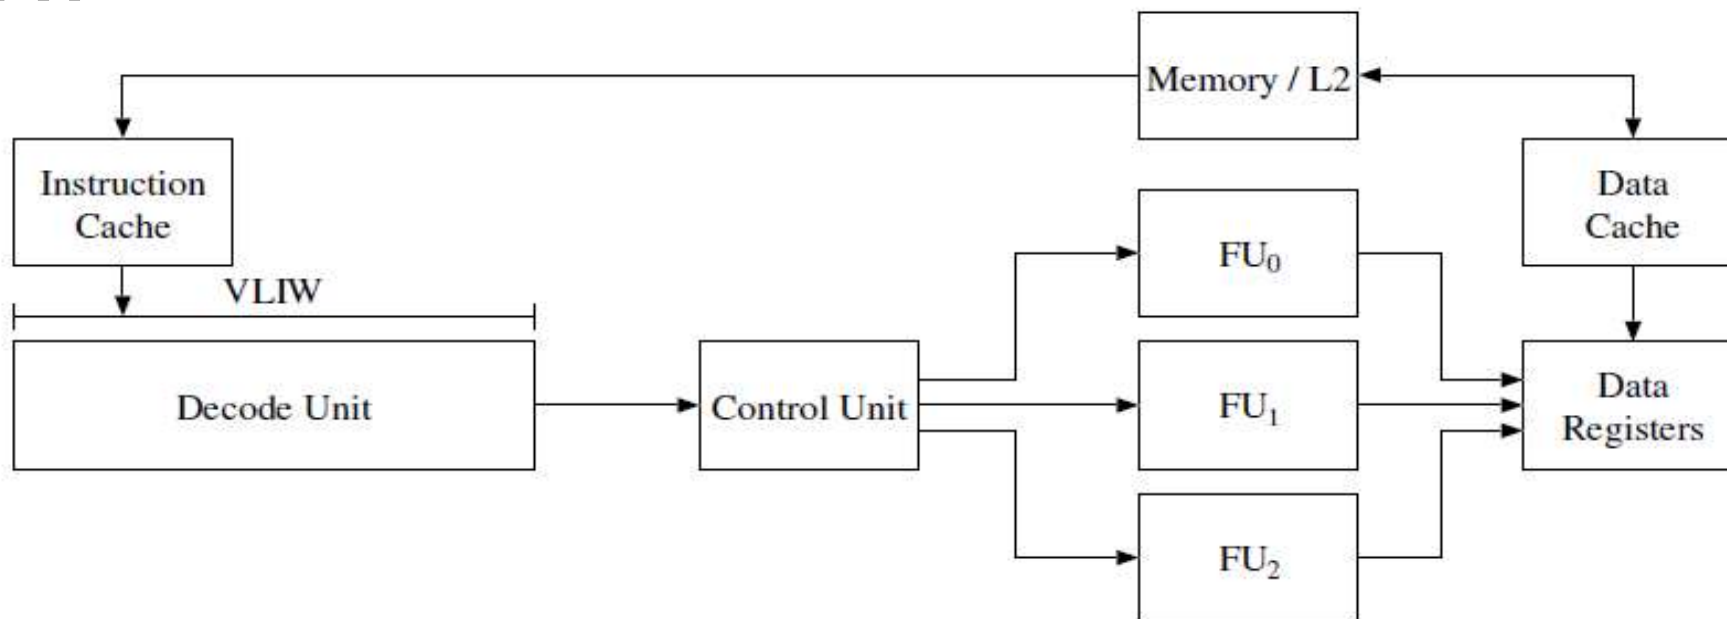 Memory / L2
Instruction
Cache
Data
Cache
VLIW
FU₀
Decode Unit
Control Unit
FU₁
Data
Registers
FU₂